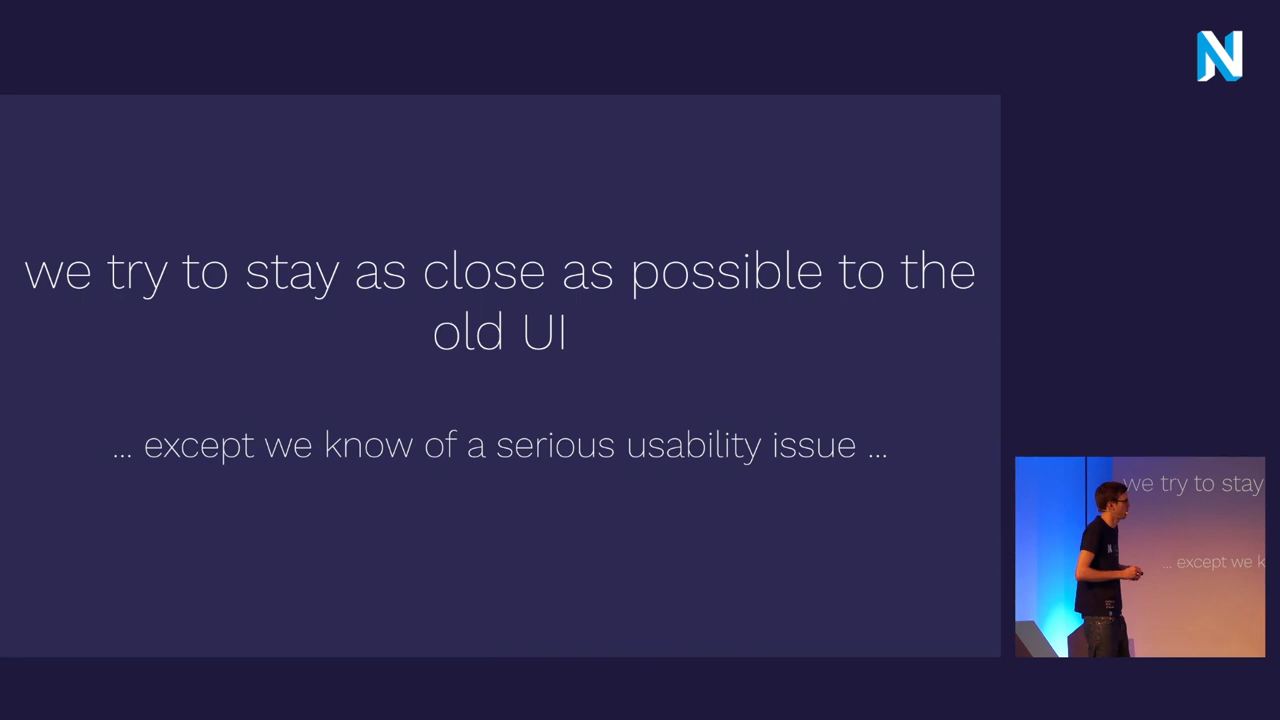 we try to stay as close as possible to the
old UI
... except we know of a serious usability issue ...
we try to stay
... except we k